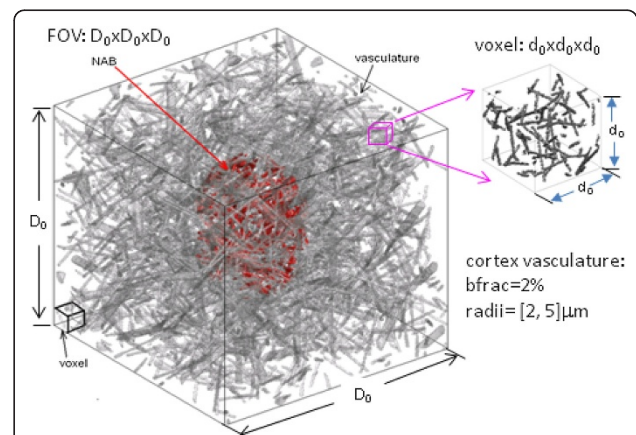 FOV: D₀xD₀xD₀
NAB
vasculature
voxel: d₀xd₀xd₀
D₀
d₀
d₀
cortex vasculature:
bfrac=2%
radii= [2, 5]μm
voxel
D₀